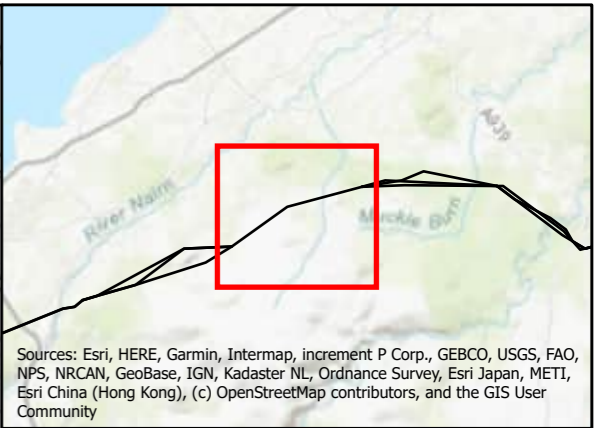 A939
River Nairn
Muckle Burn
Sources: Esri, HERE, Garmin, Intermap, increment P Corp., GEBCO, USGS, FAO,
NPS, NRCAN, GeoBase, IGN, Kadaster NL, Ordnance Survey, Esri Japan, METI,
Esri China (Hong Kong), (c) OpenStreetMap contributors, and the GIS User
Community